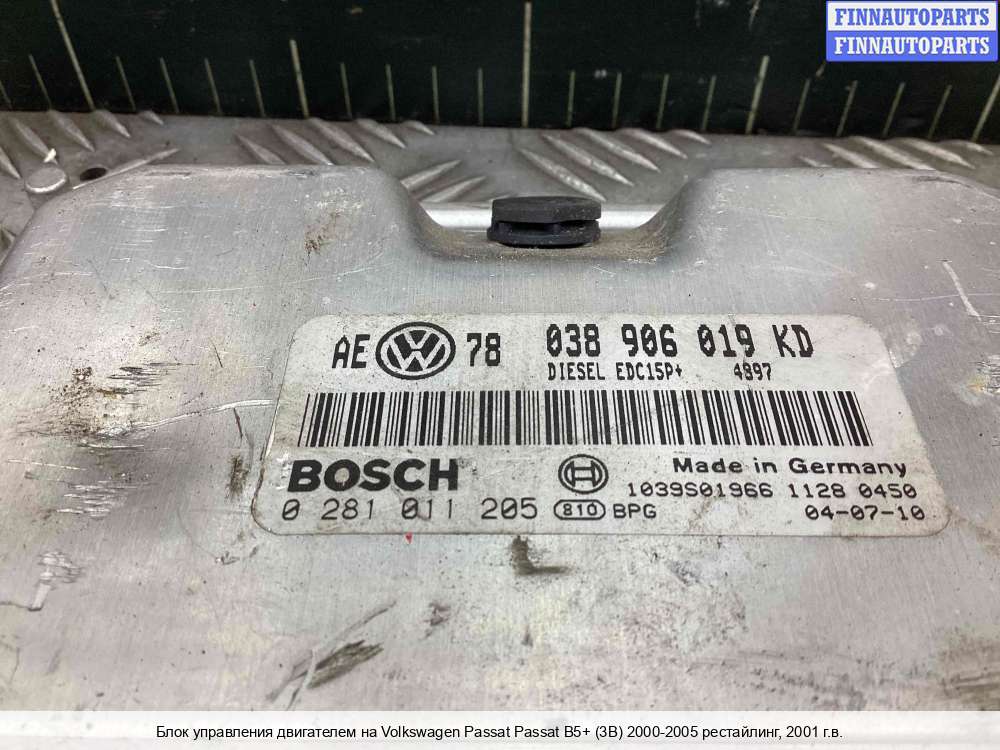 FINNAUTOPARTS
FINNAUTOPARTS
AE VW 78 038 906 019 KD
DIESEL EDC15P+ 4897
BOSCH Made in Germany
1039S01966 1128 0450
0 281 011 205 810 BPG 04-07-10
Блок управления двигателем на Volkswagen Passat Passat B5+ (3B) 2000-2005 рестайлинг, 2001 г.в.